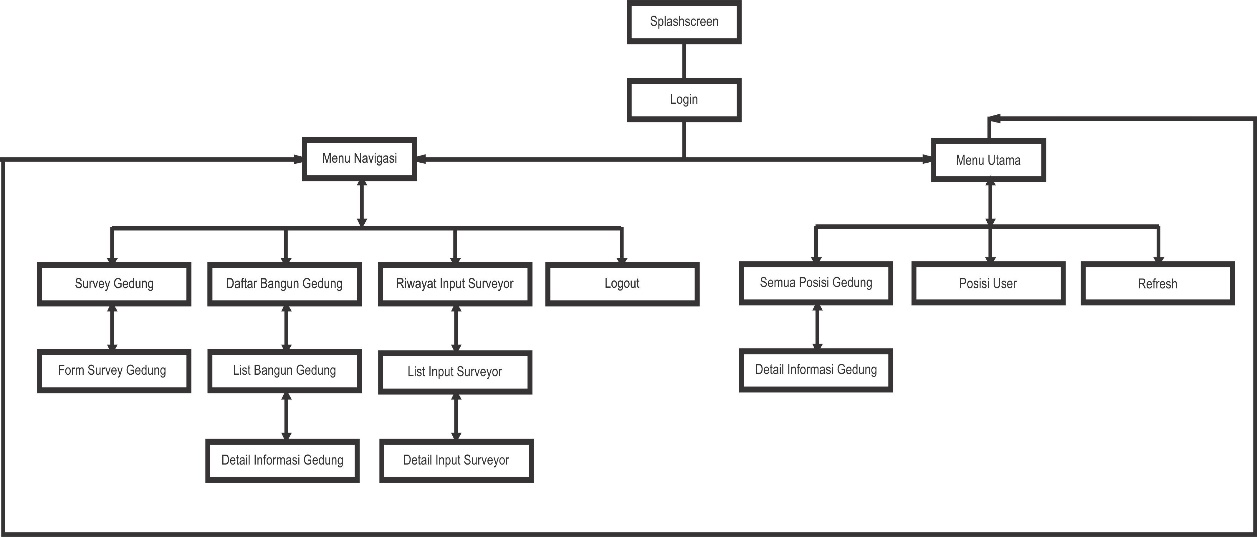 Splashscreen
Login
Menu Navigasi
Menu Utama
Survey Gedung
Daftar Bangun Gedung
Riwayat Input Surveyor
Logout
Semua Posisi Gedung
Posisi User
Refresh
Form Survey Gedung
List Bangun Gedung
List Input Surveyor
Detail Informasi Gedung
Detail Informasi Gedung
Detail Input Surveyor